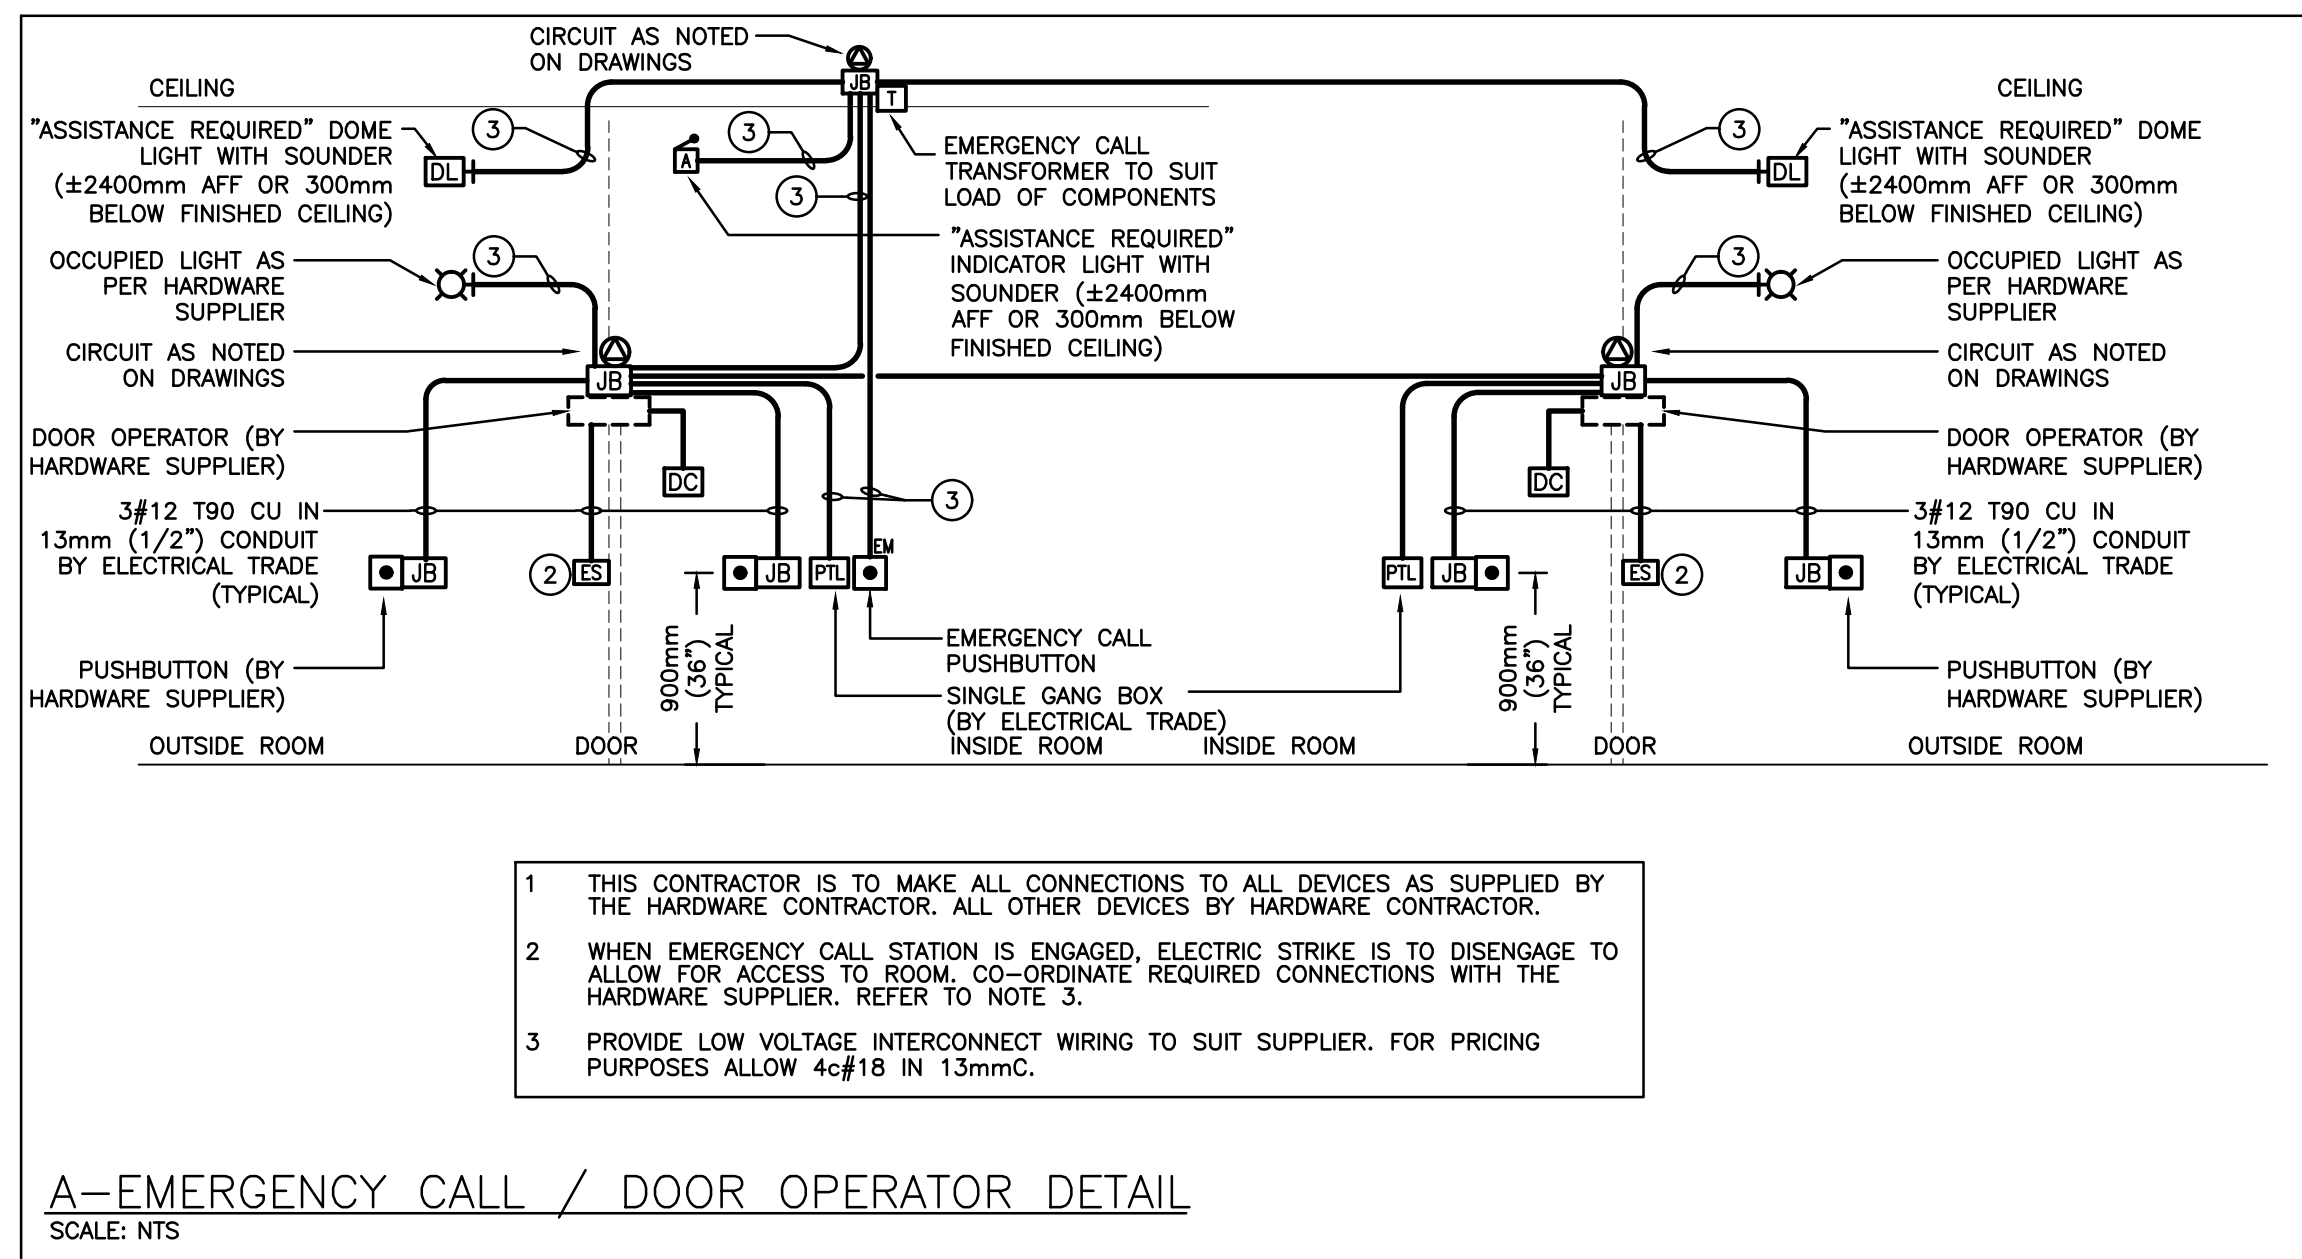 CIRCUIT AS NOTED
ON DRAWINGS
JB
T
CEILING
CEILING
"ASSISTANCE REQUIRED" DOME
LIGHT WITH SOUNDER
(±2400mm AFF OR 300mm
BELOW FINISHED CEILING)
3
DL
A
3
3
EMERGENCY CALL
TRANSFORMER TO SUIT
LOAD OF COMPONENTS
3
DL
"ASSISTANCE REQUIRED" DOME
LIGHT WITH SOUNDER
(±2400mm AFF OR 300mm
BELOW FINISHED CEILING)
OCCUPIED LIGHT AS
PER HARDWARE
SUPPLIER
3
"ASSISTANCE REQUIRED"
INDICATOR LIGHT WITH
SOUNDER (±2400mm
AFF OR 300mm BELOW
FINISHED CEILING)
3
OCCUPIED LIGHT AS
PER HARDWARE
SUPPLIER
CIRCUIT AS NOTED
ON DRAWINGS
JB
JB
CIRCUIT AS NOTED
ON DRAWINGS
DOOR OPERATOR (BY
HARDWARE SUPPLIER)
DC
3
DC
DOOR OPERATOR (BY
HARDWARE SUPPLIER)
3#12 T90 CU IN
13mm (1/2") CONDUIT
BY ELECTRICAL TRADE
(TYPICAL)
JB
2
ES
JB
PTL
EM
PTL
JB
ES
2
JB
3#12 T90 CU IN
13mm (1/2") CONDUIT
BY ELECTRICAL TRADE
(TYPICAL)
PUSHBUTTON (BY
HARDWARE SUPPLIER)
900mm
(36")
TYPICAL
EMERGENCY CALL
PUSHBUTTON
SINGLE GANG BOX
(BY ELECTRICAL TRADE)
900mm
(36")
TYPICAL
PUSHBUTTON (BY
HARDWARE SUPPLIER)
OUTSIDE ROOM
DOOR
INSIDE ROOM
INSIDE ROOM
DOOR
OUTSIDE ROOM
1 THIS CONTRACTOR IS TO MAKE ALL CONNECTIONS TO ALL DEVICES AS SUPPLIED BY
THE HARDWARE CONTRACTOR. ALL OTHER DEVICES BY HARDWARE CONTRACTOR.
2 WHEN EMERGENCY CALL STATION IS ENGAGED, ELECTRIC STRIKE IS TO DISENGAGE TO
ALLOW FOR ACCESS TO ROOM. CO-ORDINATE REQUIRED CONNECTIONS WITH THE
HARDWARE SUPPLIER. REFER TO NOTE 3.
3 PROVIDE LOW VOLTAGE INTERCONNECT WIRING TO SUIT SUPPLIER. FOR PRICING
PURPOSES ALLOW 4c#18 IN 13mmC.
A-EMERGENCY CALL / DOOR OPERATOR DETAIL
SCALE: NTS